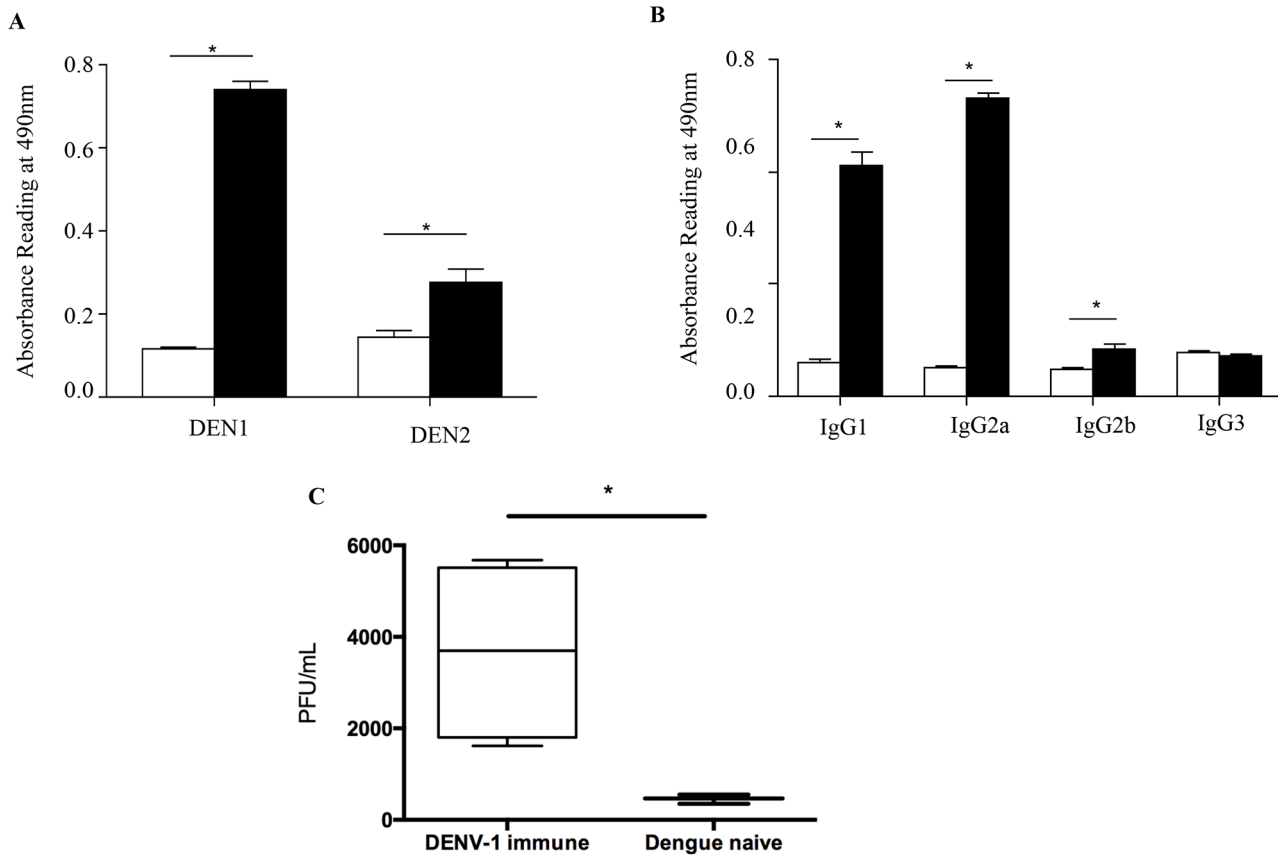 A
Absorbance Reading at 490nm
0.8
0.6
0.4
0.2
0.0
*
*
DEN1
DEN2
B
Absorbance Reading at 490nm
0.8
0.6
0.4
0.2
0.0
*
*
*
IgG1
IgG2a
IgG2b
IgG3
C
*
PFU/mL
6000
4000
2000
0
DENV-1 immune
Dengue naive